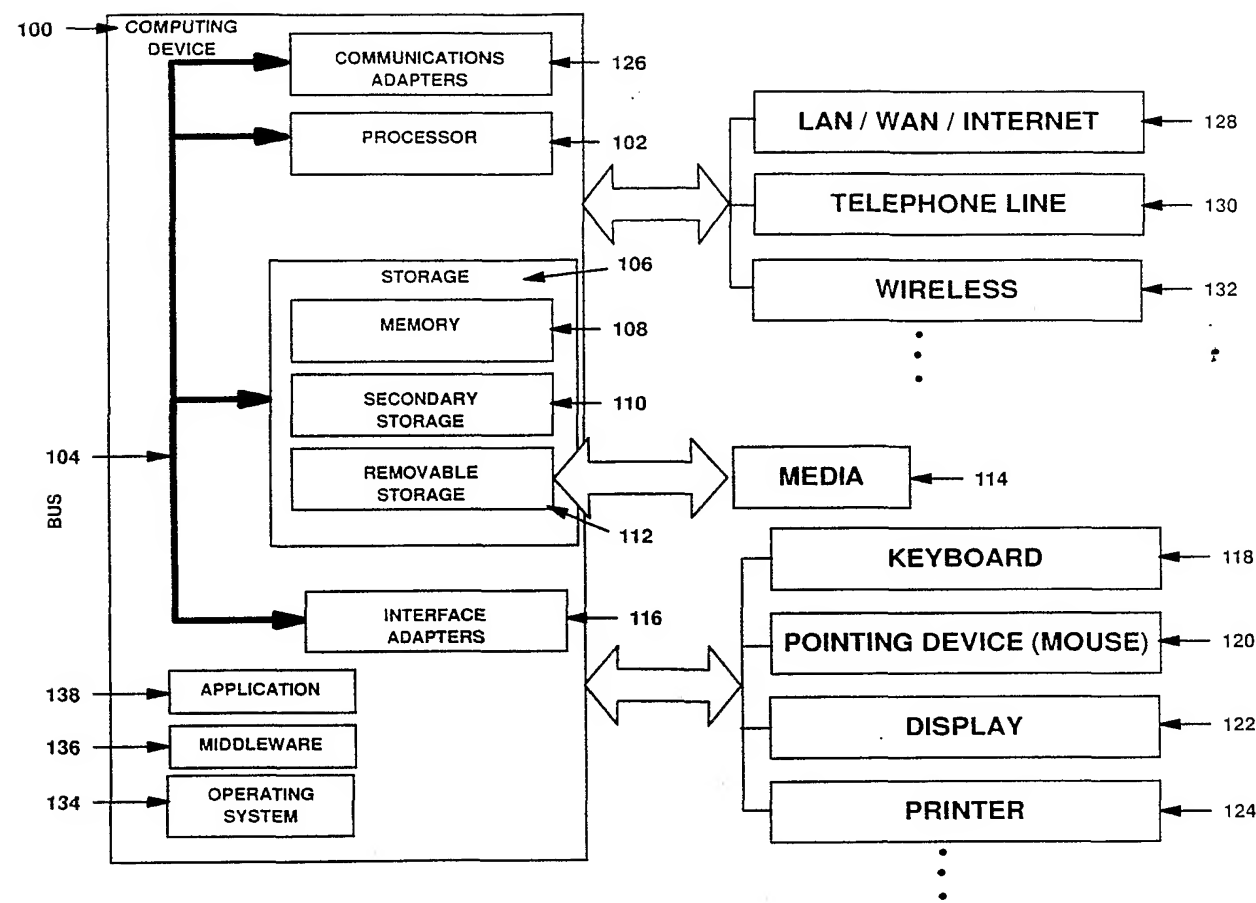 100
COMPUTING
DEVICE
COMMUNICATIONS
ADAPTERS
126
PROCESSOR
102
STORAGE
106
MEMORY
108
SECONDARY
STORAGE
110
REMOVABLE
STORAGE
112
104
BUS
INTERFACE
ADAPTERS
116
138
APPLICATION
136
MIDDLEWARE
134
OPERATING
SYSTEM
LAN / WAN / INTERNET
128
TELEPHONE LINE
130
WIRELESS
132
MEDIA
114
KEYBOARD
118
POINTING DEVICE (MOUSE)
120
DISPLAY
122
PRINTER
124